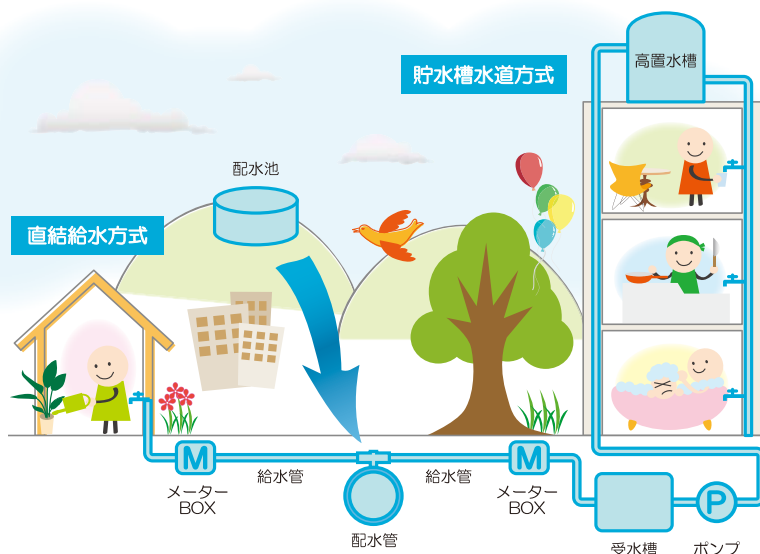 貯水槽水道方式
高置水槽
配水池
直結給水方式
M
メーター
BOX
給水管
配水管
給水管
M
メーター
BOX
受水槽
P
ポンプ